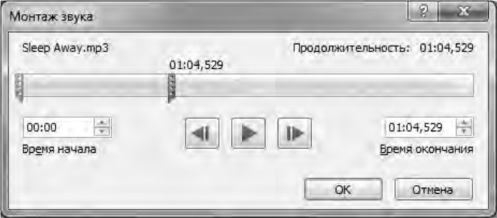 Монтаж звука
Sleep Away.mp3 Продолжительность: 01:04,529
01:04,529
00:00 01:04,529
Время начала Время окончания
ОК Отмена